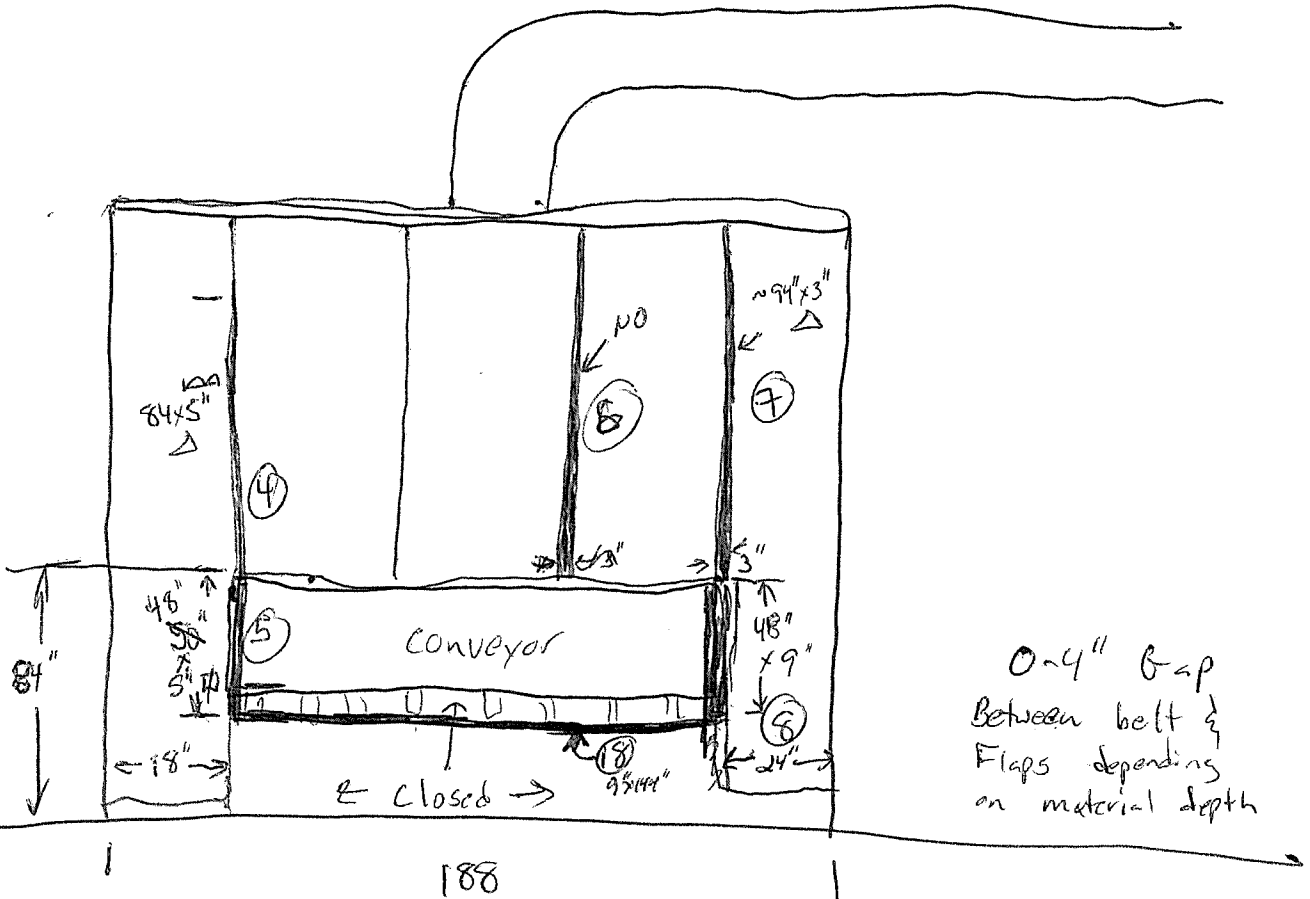 NO
~94"x3"
△
84x5"
△
4
6
7
3"
3"
48"
x
5"
5
conveyor
48"
x9"
8
84"
18"
18
9"x144"
24"
← Closed →
188
0-4" Gap
Between belt &
Flaps depending
on material depth